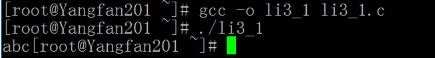 [root@Yangfan201 ~]# gcc -o li3_1 li3_1.c
[root@Yangfan201 ~]# ./li3_1
abc[root@Yangfan201 ~]#